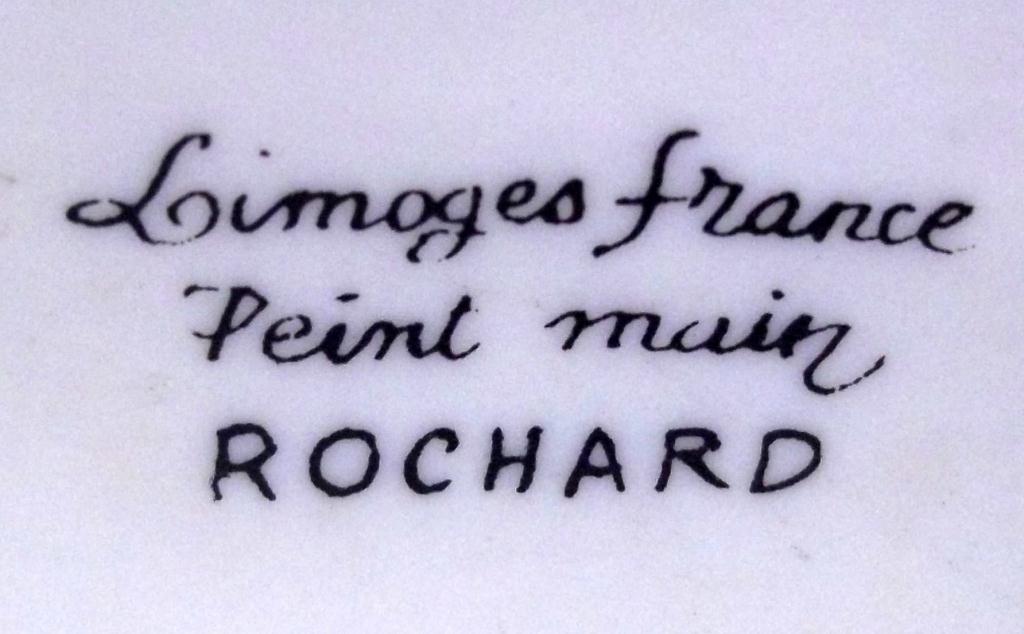 Limoges france
Peint main
ROCHARD